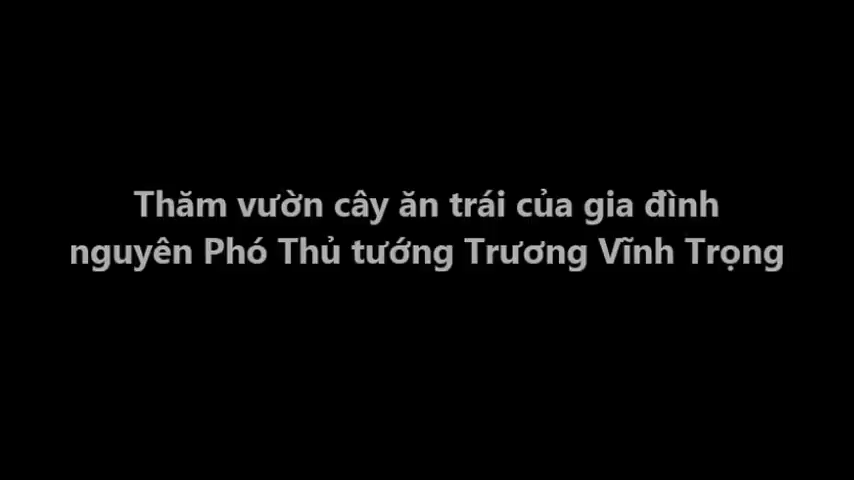 Thăm vườn cây ăn trái của gia đình
nguyên Phó Thủ tướng Trương Vĩnh Trọng